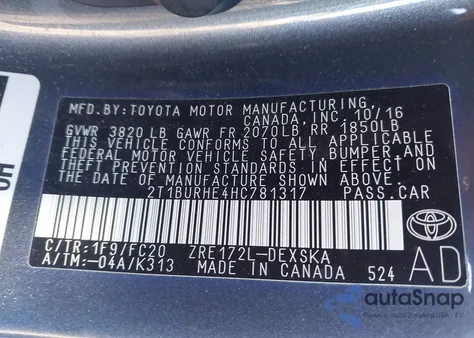 MFD.BY:TOYOTA MOTOR MANUFACTURING,
CANADA, INC. 10/16
GVWR 3820 LB GAWR FR 2070LB RR 1850LB
THIS VEHICLE CONFORMS TO ALL APPLICABLE
FEDERAL MOTOR VEHICLE SAFETY, BUMPER, AND
THEFT PREVENTION STANDARDS IN EFFECT ON
THE DATE OF MANUFACTURE SHOWN ABOVE.
2T1BURHE4HC781317 PASS.CAR
C/TR:1F9/FC20 ZRE172L-DEXSKA
A/TM:-04A/K313 MADE IN CANADA 524
TOYOTA
AD
autoSnap